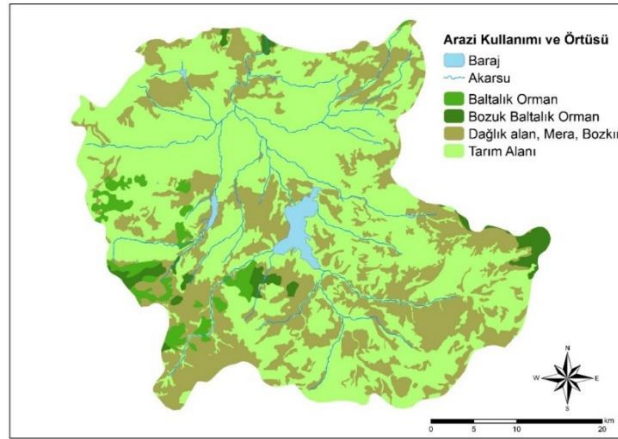 Arazi Kullanımı ve Örtüsü
Baraj
Akarsu
Baltalık Orman
Bozuk Baltalık Orman
Dağlık alan, Mera, Bozkır
Tarım Alanı
N
W E
S
km
0 5 10 20